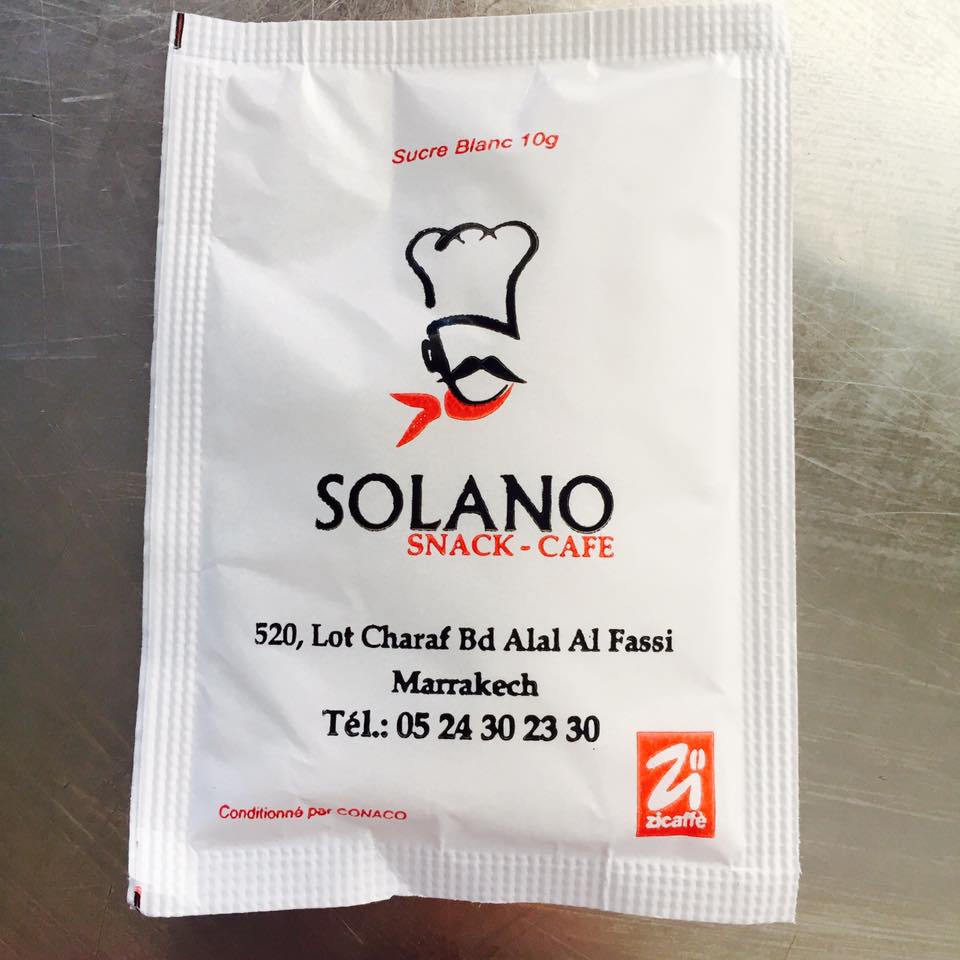 Sucre Blanc 10g
SOLANO
SNACK - CAFE
520, Lot Charaf Bd Alal Al Fassi
Marrakech
Tél.: 05 24 30 23 30
Conditionné par CONACO
Zi
zicaffè